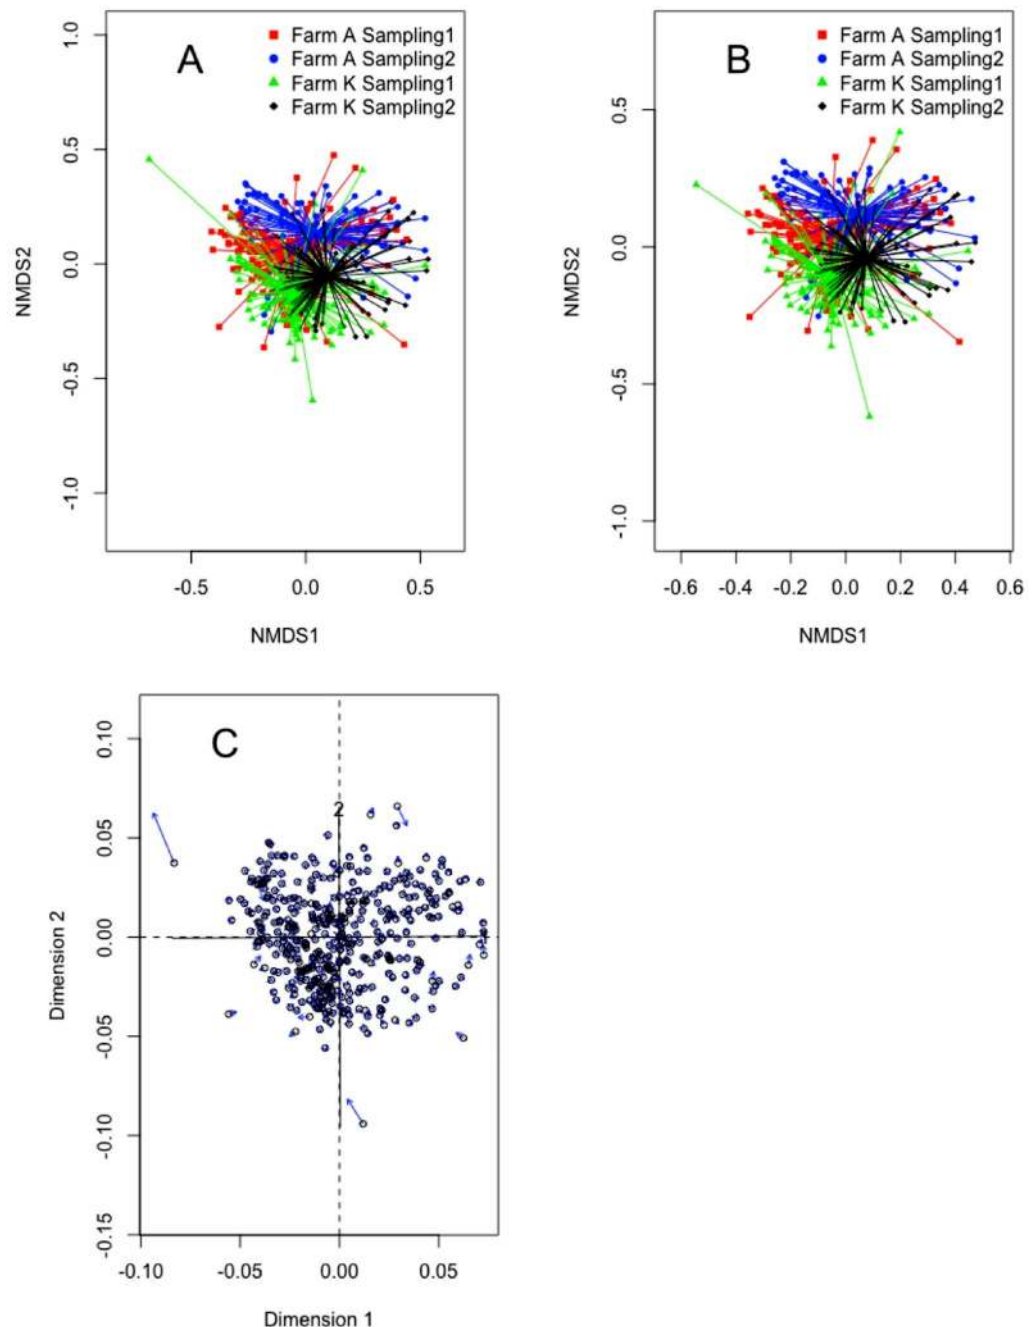 A
Farm A Sampling1
Farm A Sampling2
Farm K Sampling1
Farm K Sampling2
1.0
0.5
0.0
-0.5
-1.0
NMDS2
-0.5 0.0 0.5
NMDS1
B
Farm A Sampling1
Farm A Sampling2
Farm K Sampling1
Farm K Sampling2
0.5
0.0
-0.5
-1.0
NMDS2
-0.6 -0.4 -0.2 0.0 0.2 0.4 0.6
NMDS1
C
2
0.10
0.05
0.00
-0.05
-0.10
-0.15
Dimension 2
-0.10 -0.05 0.00 0.05
Dimension 1